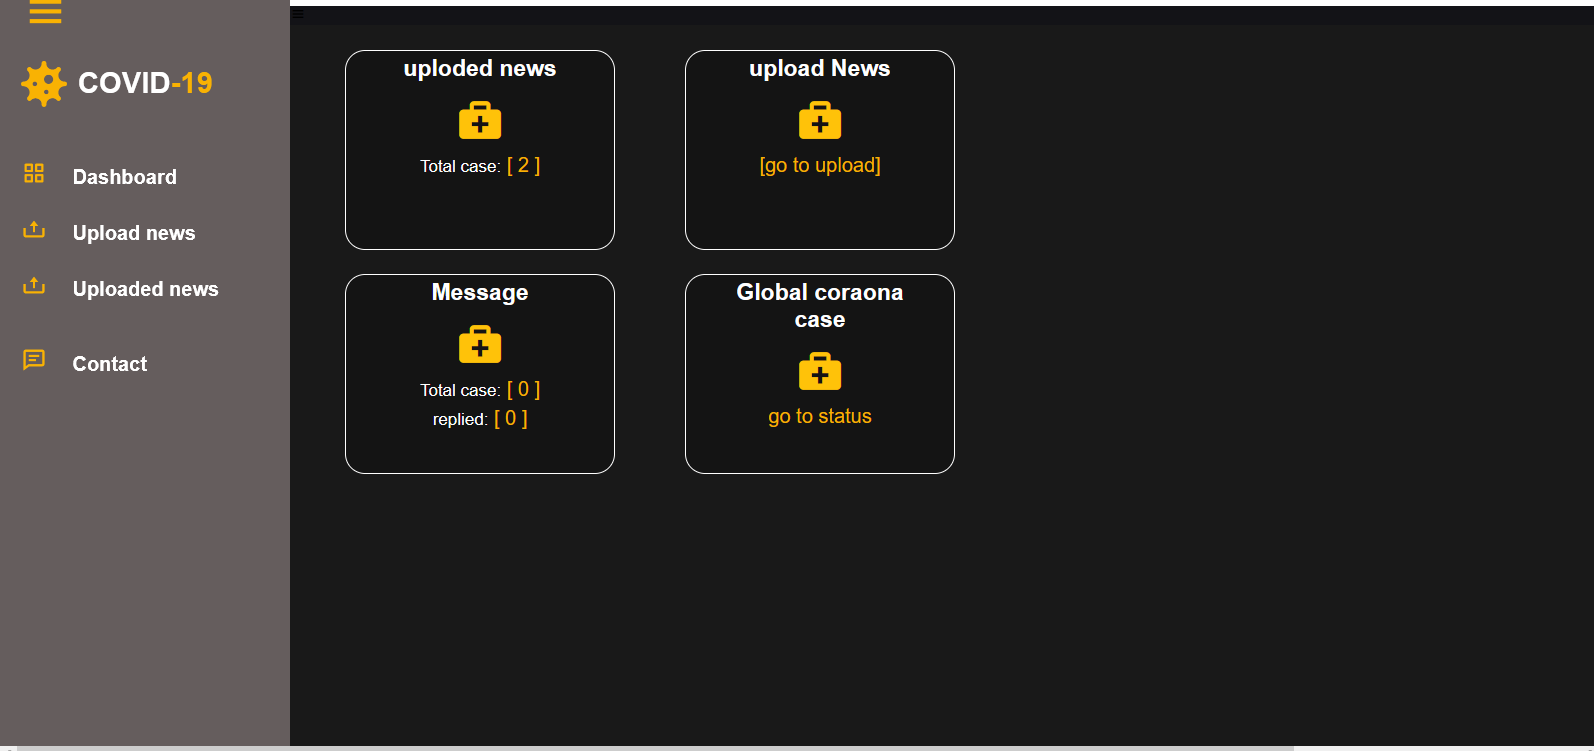 COVID-19
Dashboard
Upload news
Uploaded news
Contact
uploded news
Total case: [ 2 ]
upload News
[go to upload]
Message
Total case: [ 0 ]
replied: [ 0 ]
Global coraona
case
go to status